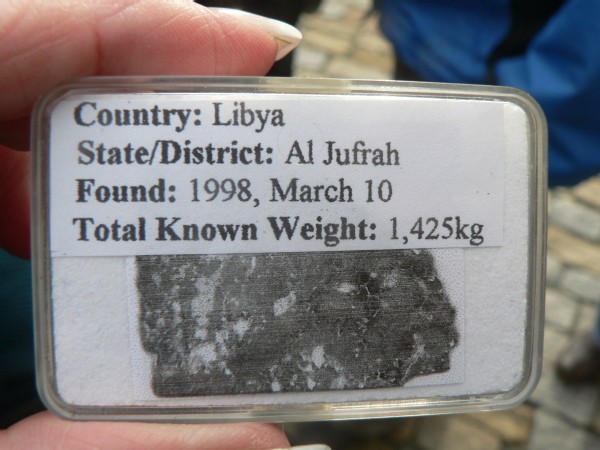 Country: Libya
State/District: Al Jufrah
Found: 1998, March 10
Total Known Weight: 1,425kg